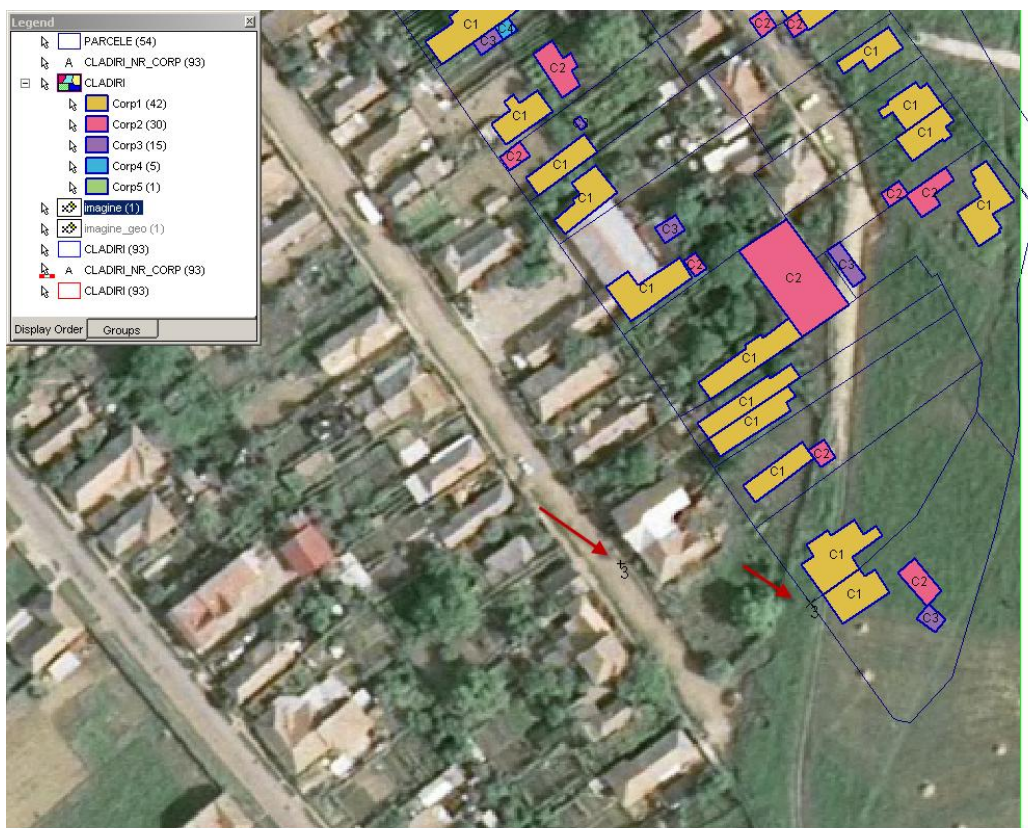 Legend
PARCELE (54)
A CLADIRI_NR_CORP (93)
CLADIRI
Corp1 (42)
Corp2 (30)
Corp3 (15)
Corp4 (5)
Corp5 (1)
imagine (1)
imagine_geo (1)
CLADIRI (93)
A CLADIRI_NR_CORP (93)
CLADIRI (93)
Display Order Groups
C1
C3
C4
C2
C2
C2
C1
C1
C2
C1
C1
C1
C1
C2
C2
C1
C3
C1
C2
C2
C3
C1
C1
C1
C1
C2
C1
C1
C2
C3
3
3